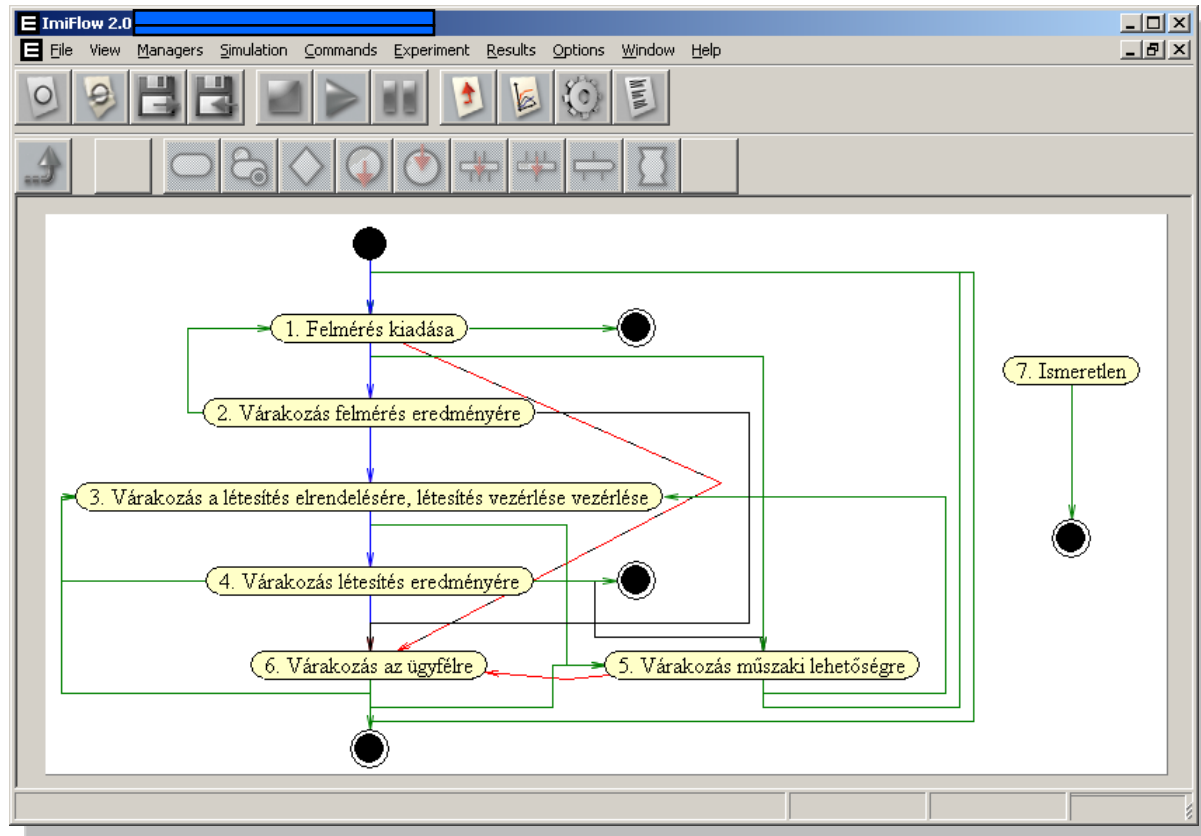 ImiFlow 2.0
File View Managers Simulation Commands Experiment Results Options Window Help
1. Felmérés kiadása
7. Ismeretlen
2. Várakozás felmérés eredményére
3. Várakozás a létesítés elrendelésére, létesítés vezérlése vezérlése
4. Várakozás létesítés eredményére
6. Várakozás az ügyfélre
5. Várakozás műszaki lehetőségre